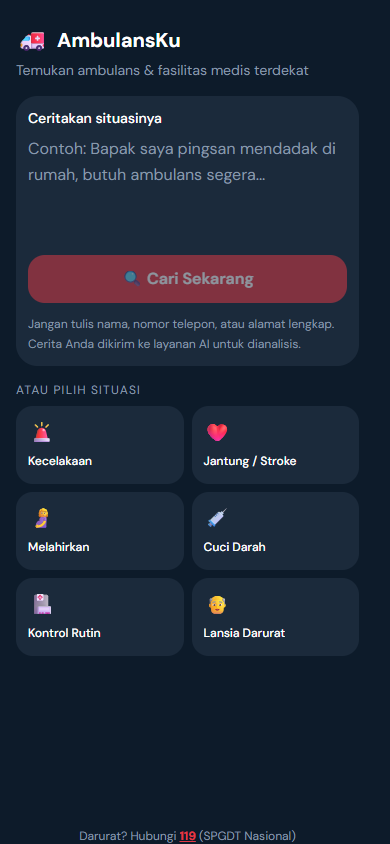 AmbulansKu
Temukan ambulans & fasilitas medis terdekat
Ceritakan situasinya
Contoh: Bapak saya pingsan mendadak di
rumah, butuh ambulans segera...
Cari Sekarang
Jangan tulis nama, nomor telepon, atau alamat lengkap.
Cerita Anda dikirim ke layanan AI untuk dianalisis.
ATAU PILIH SITUASI
Kecelakaan
Jantung / Stroke
Melahirkan
Cuci Darah
Kontrol Rutin
Lansia Darurat
Darurat? Hubungi 119 (SPGDT Nasional)